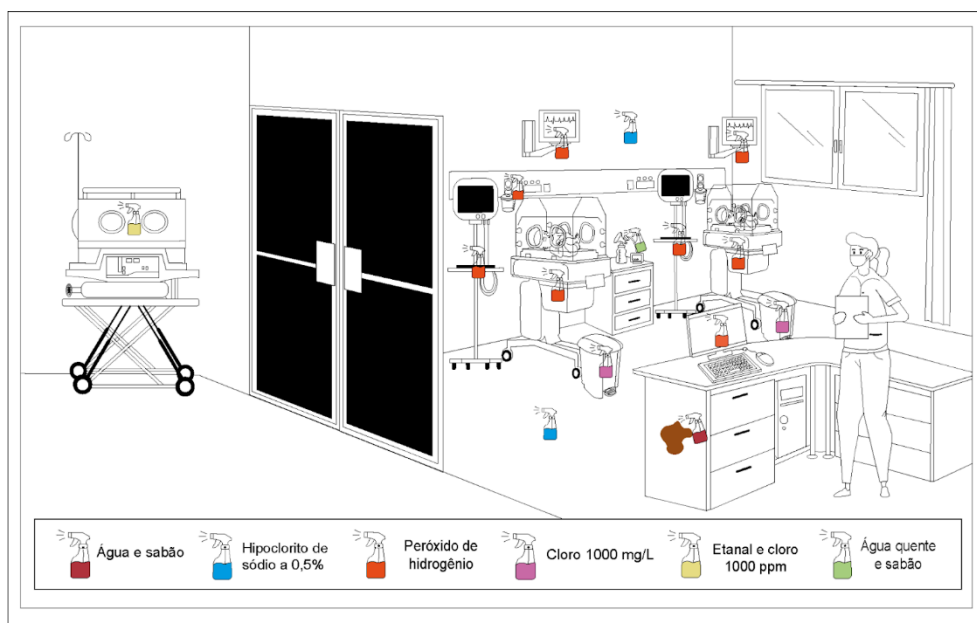 Água e sabão
Hipoclorito de
sódio a 0,5%
Peróxido de
hidrogênio
Cloro 1000 mg/L
Etanal e cloro
1000 ppm
Água quente
e sabão